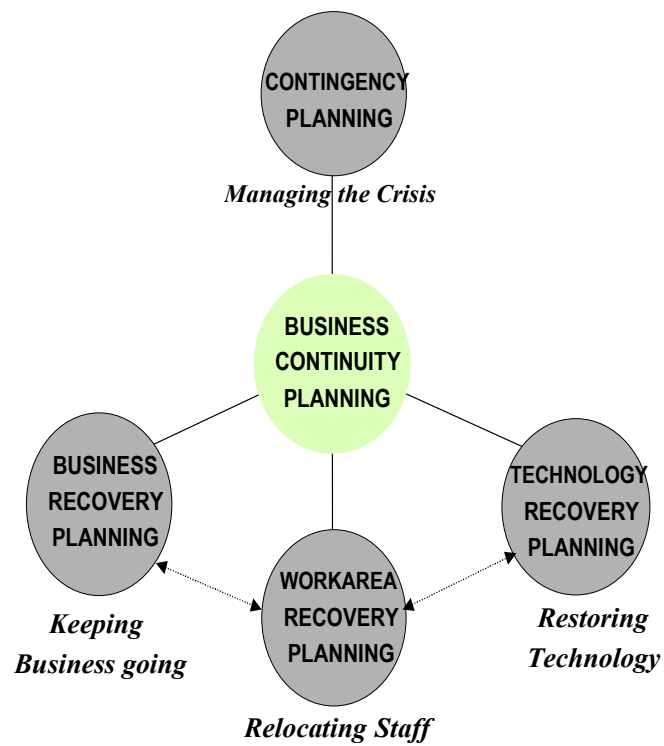 CONTINGENCY
PLANNING
Managing the Crisis
BUSINESS
CONTINUITY
PLANNING
BUSINESS
RECOVERY
PLANNING
Keeping
Business going
WORKAREA
RECOVERY
PLANNING
Relocating Staff
TECHNOLOGY
RECOVERY
PLANNING
Restoring
Technology